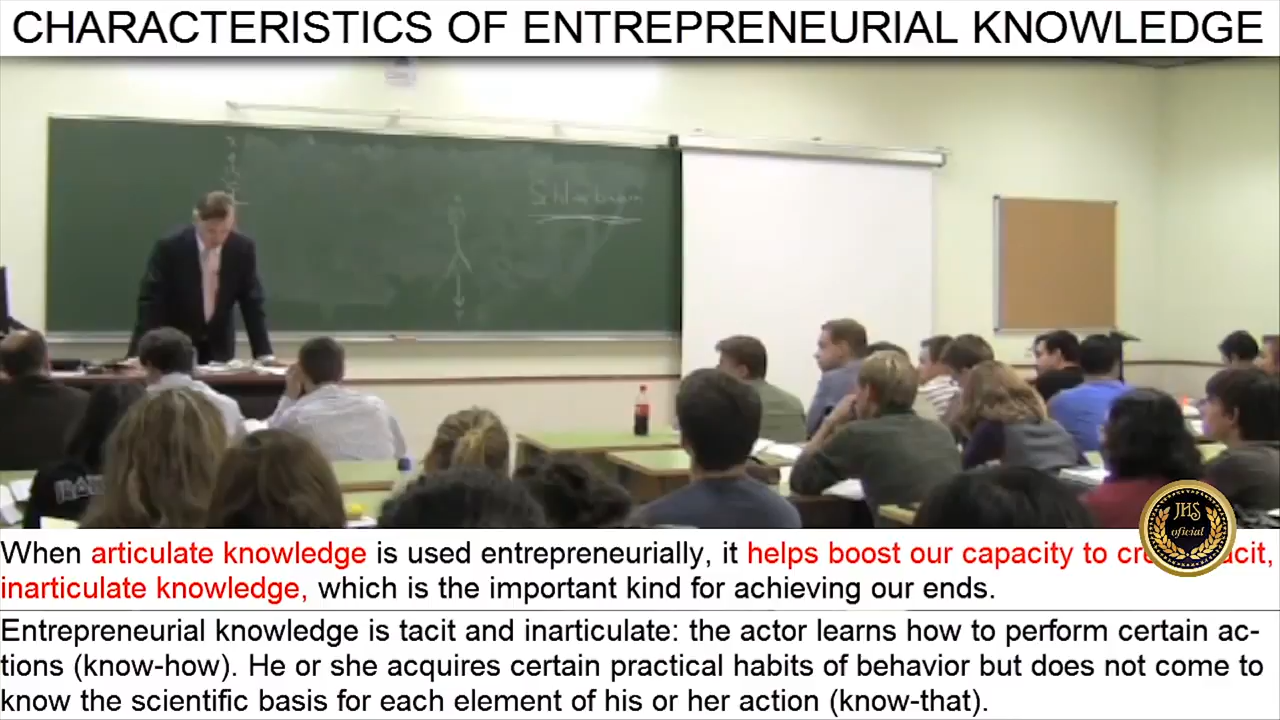 CHARACTERISTICS OF ENTREPRENEURIAL KNOWLEDGE
JHS
oficial
When articulate knowledge is used entrepreneurially, it helps boost our capacity to
inarticulate knowledge, which is the important kind for achieving our ends.
Entrepreneurial knowledge is tacit and inarticulate: the actor learns how to perform certain ac-
tions (know-how). He or she acquires certain practical habits of behavior but does not come to
know the scientific basis for each element of his or her action (know-that).